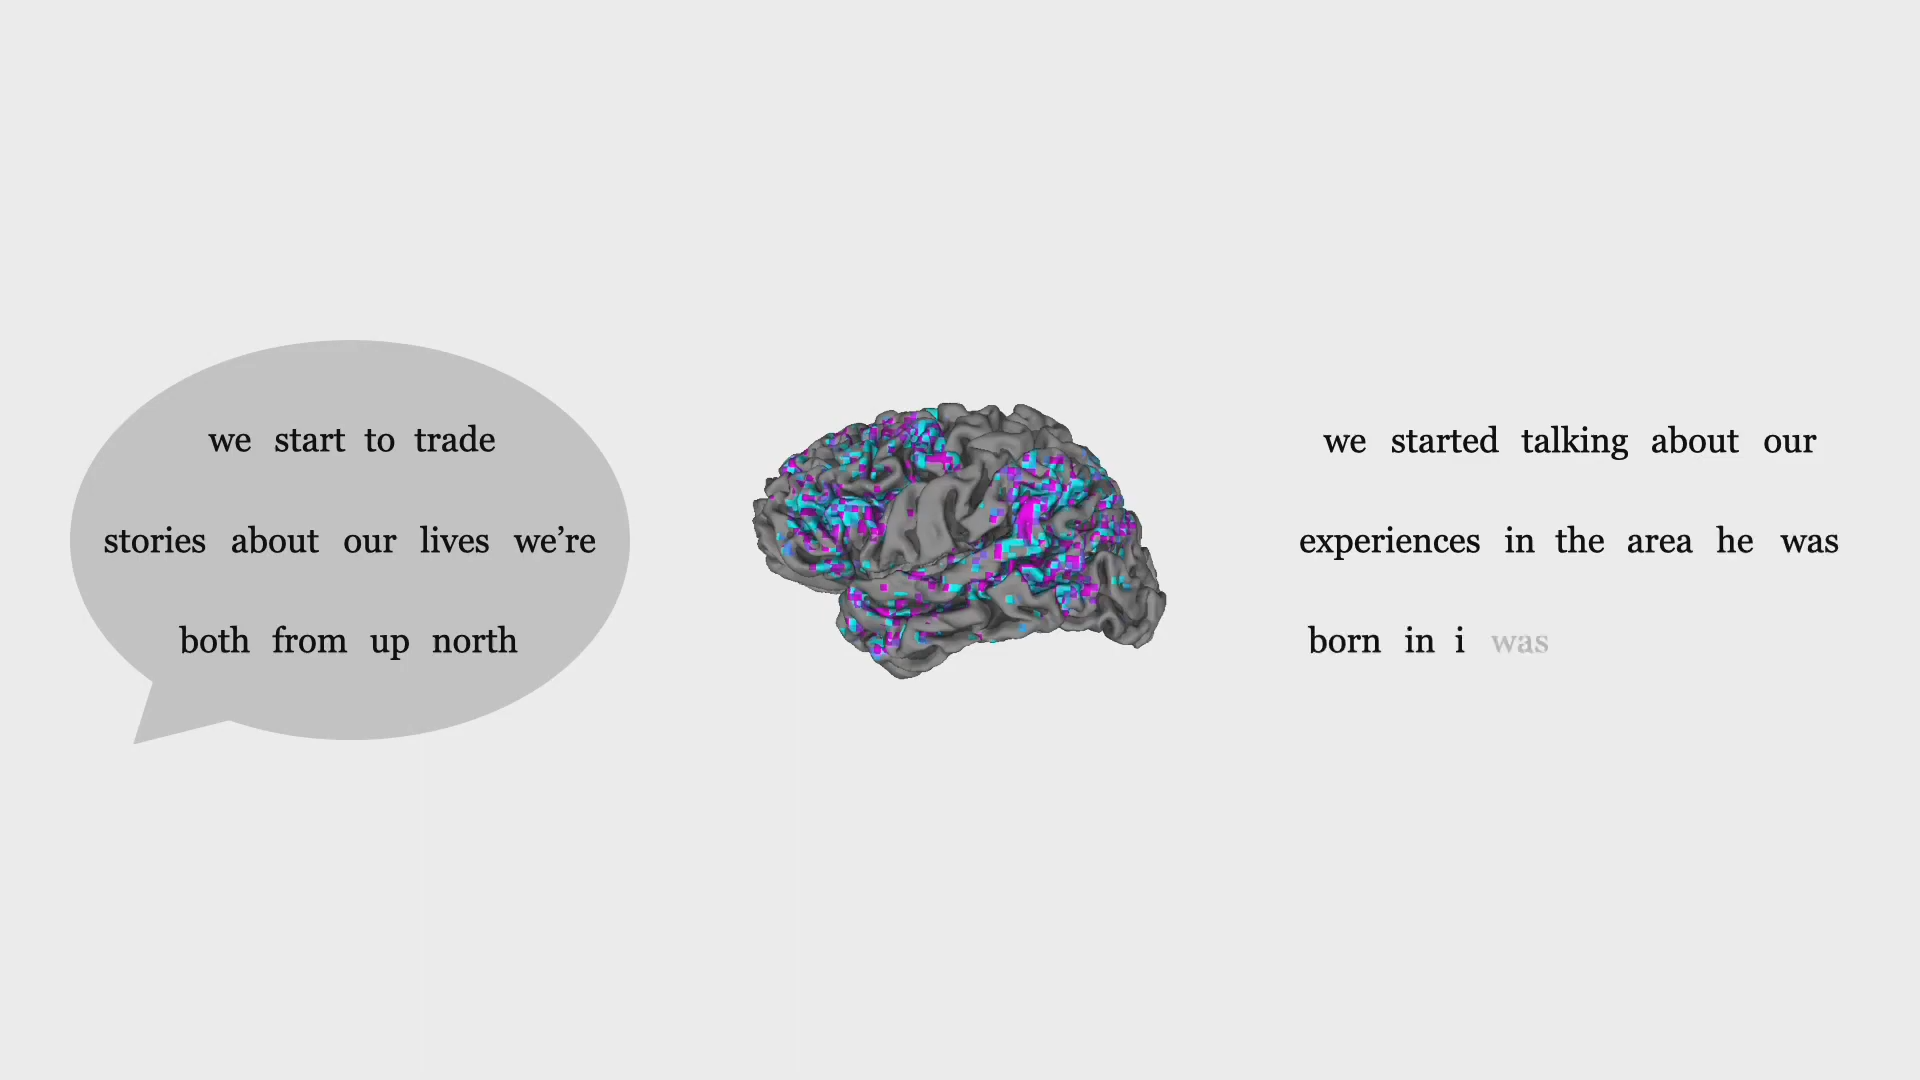 we start to trade
stories about our lives we’re
both from up north
we started talking about our
experiences in the area he was
born in i was